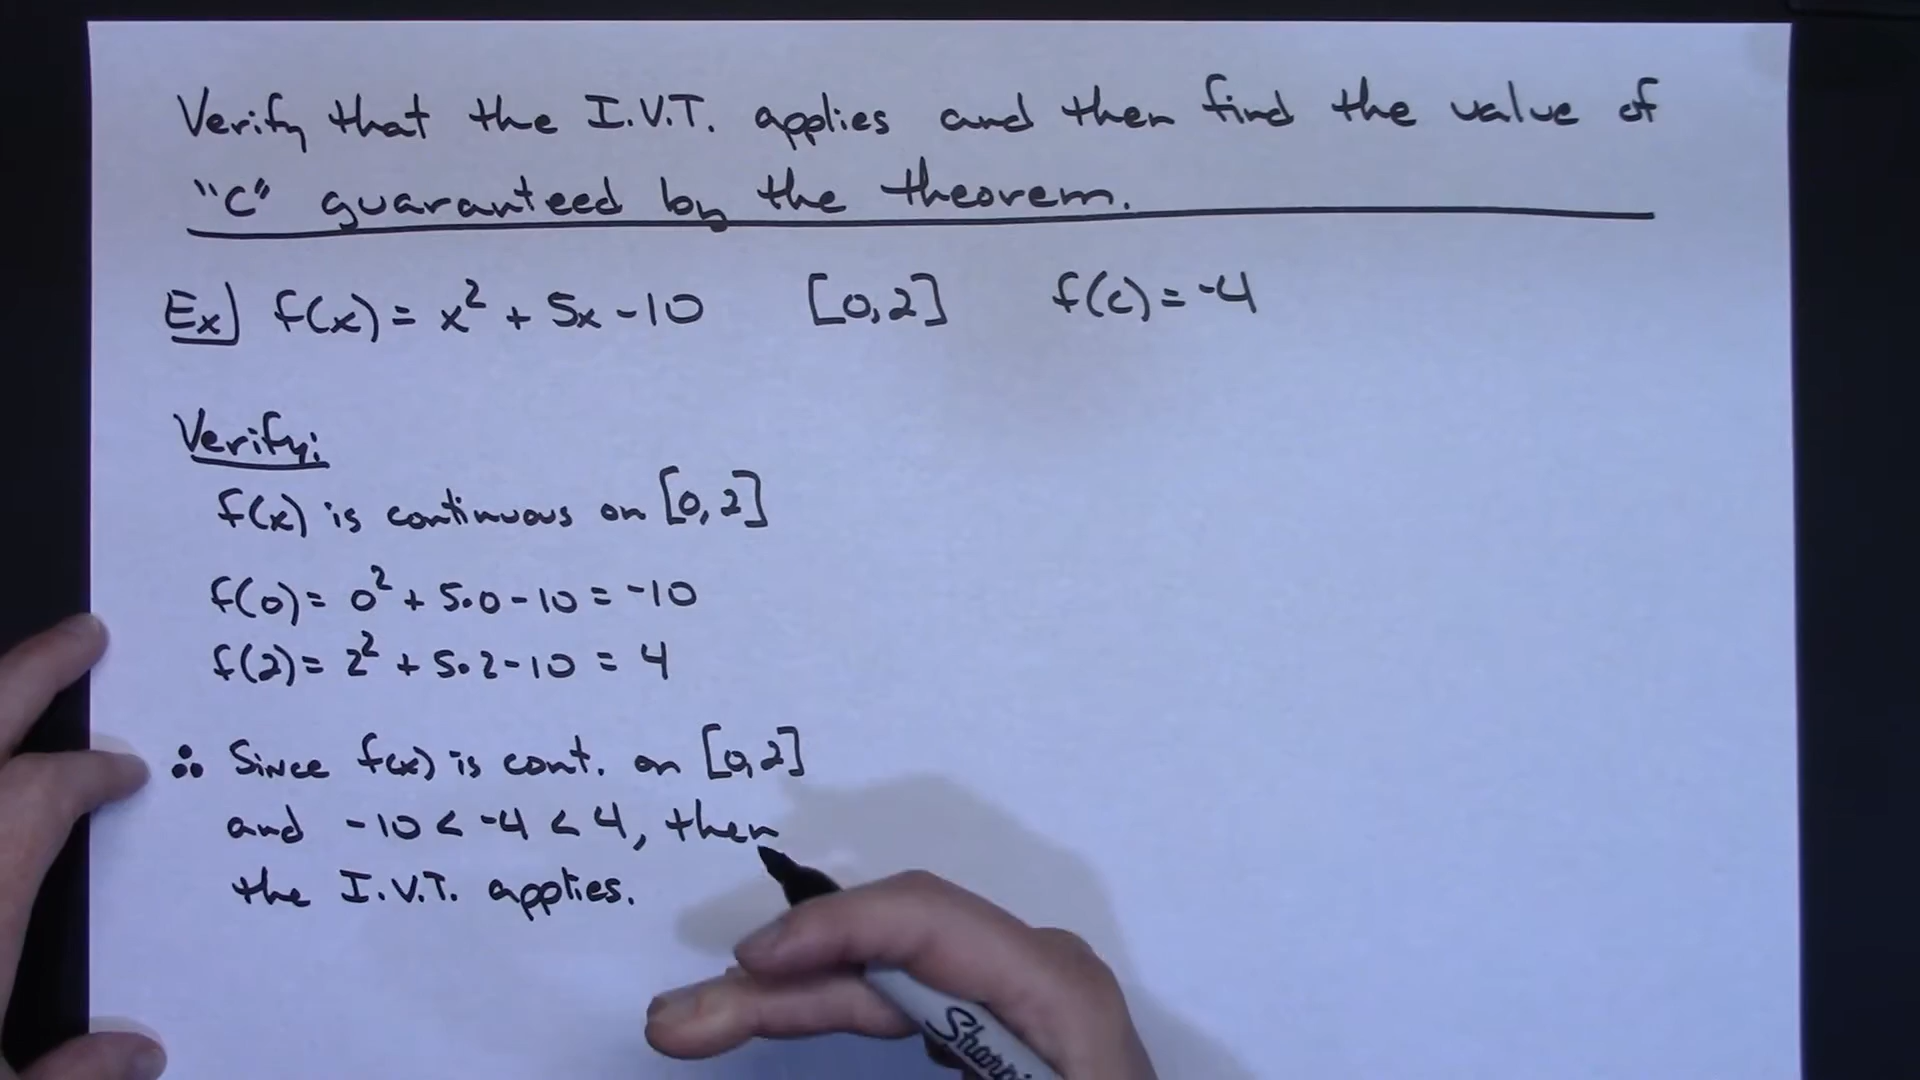 Verify that the I.V.T. applies and then find the value of
"C" guaranteed by the theorem.
Ex] f(x) = x² + 5x - 10 [0,2] f(c) = -4
Verify:
f(x) is continuous on [0,2]
f(0) = 0² + 5·0 - 10 = -10
f(2) = 2² + 5·2 - 10 = 4
∴ Since f(x) is cont. on [0,2]
and -10 < -4 < 4, then
the I.V.T. applies.
Sharpi